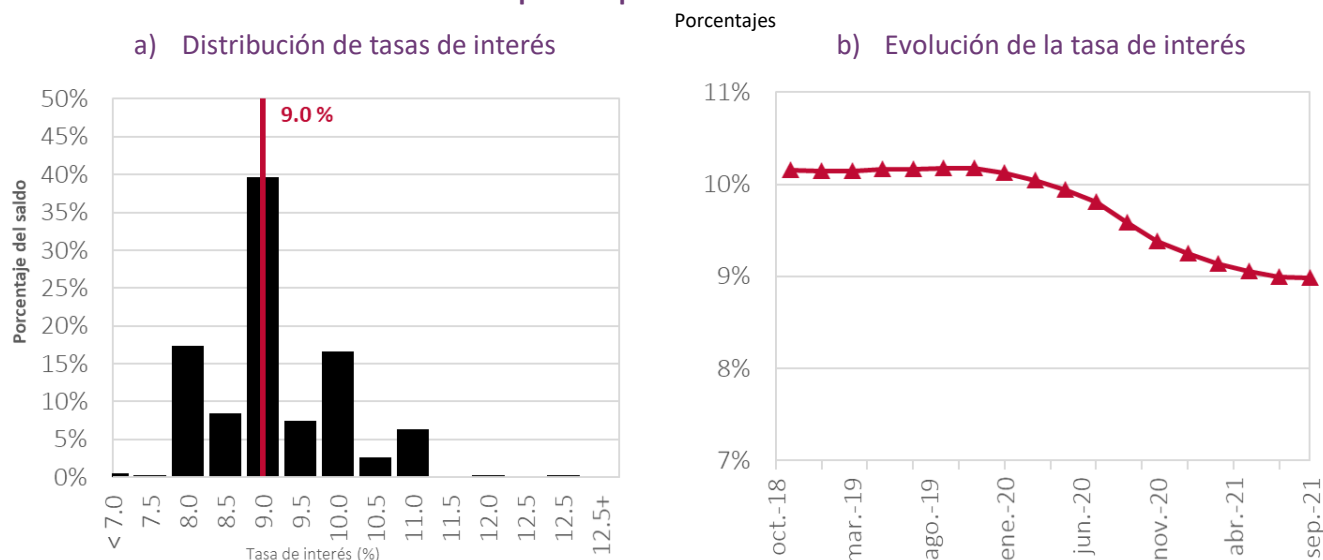 Porcentajes
a) Distribución de tasas de interés
50%
45%
40%
35%
30%
25%
20%
15%
10%
5%
0%
Porcentaje del saldo
9.0 %
< 7.0
7.5
8.0
8.5
9.0
9.5
10.0
10.5
11.0
11.5
12.0
12.5
12.5+
Tasa de interés (%)
b) Evolución de la tasa de interés
11%
10%
9%
8%
7%
oct.-18
mar.-19
ago.-19
ene.-20
jun.-20
nov.-20
abr.-21
sep.-21